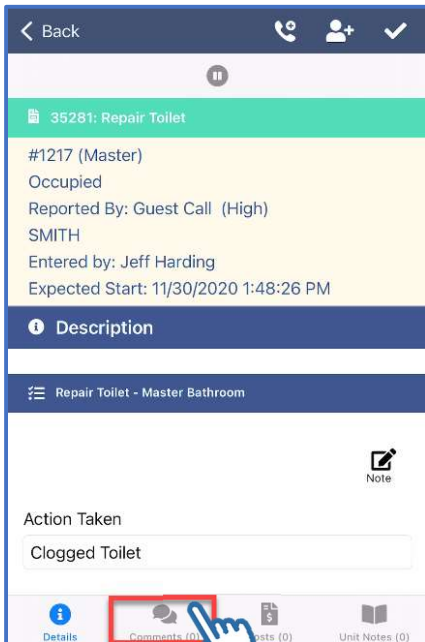 Back
35281: Repair Toilet
#1217 (Master)
Occupied
Reported By: Guest Call (High)
SMITH
Entered by: Jeff Harding
Expected Start: 11/30/2020 1:48:26 PM
Description
Repair Toilet - Master Bathroom
Note
Action Taken
Clogged Toilet
Details Comments (0) (0) Unit Notes (0)